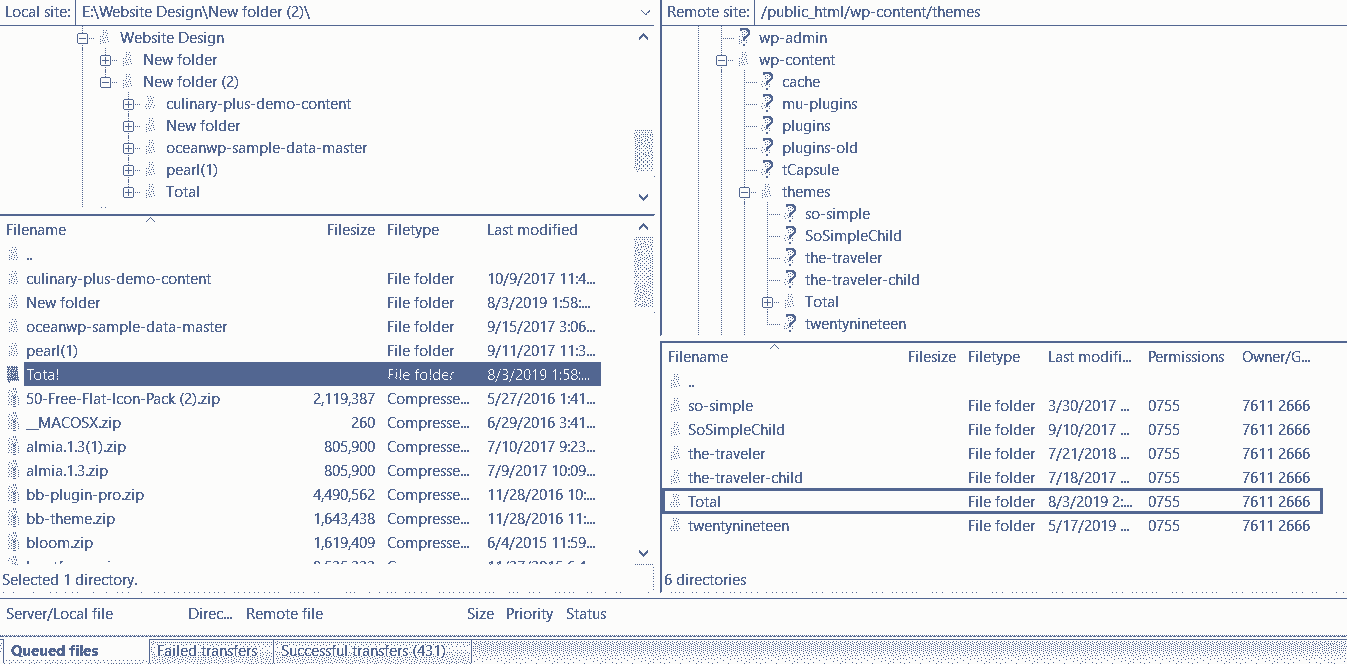 Local site: E:\Website Design\New folder (2)\
Website Design
New folder
New folder (2)
culinary-plus-demo-content
New folder
oceanwp-sample-data-master
pearl(1)
Total
Filename Filesize Filetype Last modified
..
culinary-plus-demo-content File folder 10/9/2017 11:4...
New folder File folder 8/3/2019 1:58:...
oceanwp-sample-data-master File folder 9/15/2017 3:06...
pearl(1) File folder 9/11/2017 11:3...
Total File folder 8/3/2019 1:58:...
50-Free-Flat-Icon-Pack (2).zip 2,119,387 Compresse... 5/27/2016 1:41...
__MACOSX.zip 260 Compresse... 6/29/2016 3:41...
almia.1.3(1).zip 805,900 Compresse... 7/10/2017 9:23...
almia.1.3.zip 805,900 Compresse... 7/9/2017 10:09...
bb-plugin-pro.zip 4,490,562 Compresse... 11/28/2016 10:...
bb-theme.zip 1,643,438 Compresse... 11/28/2016 11:...
bloom.zip 1,619,409 Compresse... 6/4/2015 11:59...
Selected 1 directory.
Remote site: /public_html/wp-content/themes
wp-admin
wp-content
cache
mu-plugins
plugins
plugins-old
tCapsule
themes
so-simple
SoSimpleChild
the-traveler
the-traveler-child
Total
twentynineteen
Filename Filesize Filetype Last modifi... Permissions Owner/G...
..
so-simple File folder 3/30/2017 ... 0755 7611 2666
SoSimpleChild File folder 9/10/2017 ... 0755 7611 2666
the-traveler File folder 7/21/2018 ... 0755 7611 2666
the-traveler-child File folder 7/18/2017 ... 0755 7611 2666
Total File folder 8/3/2019 2:... 0755 7611 2666
twentynineteen File folder 5/17/2019 ... 0755 7611 2666
6 directories
Server/Local file Direc... Remote file Size Priority Status
Queued files Failed transfers Successful transfers (431)